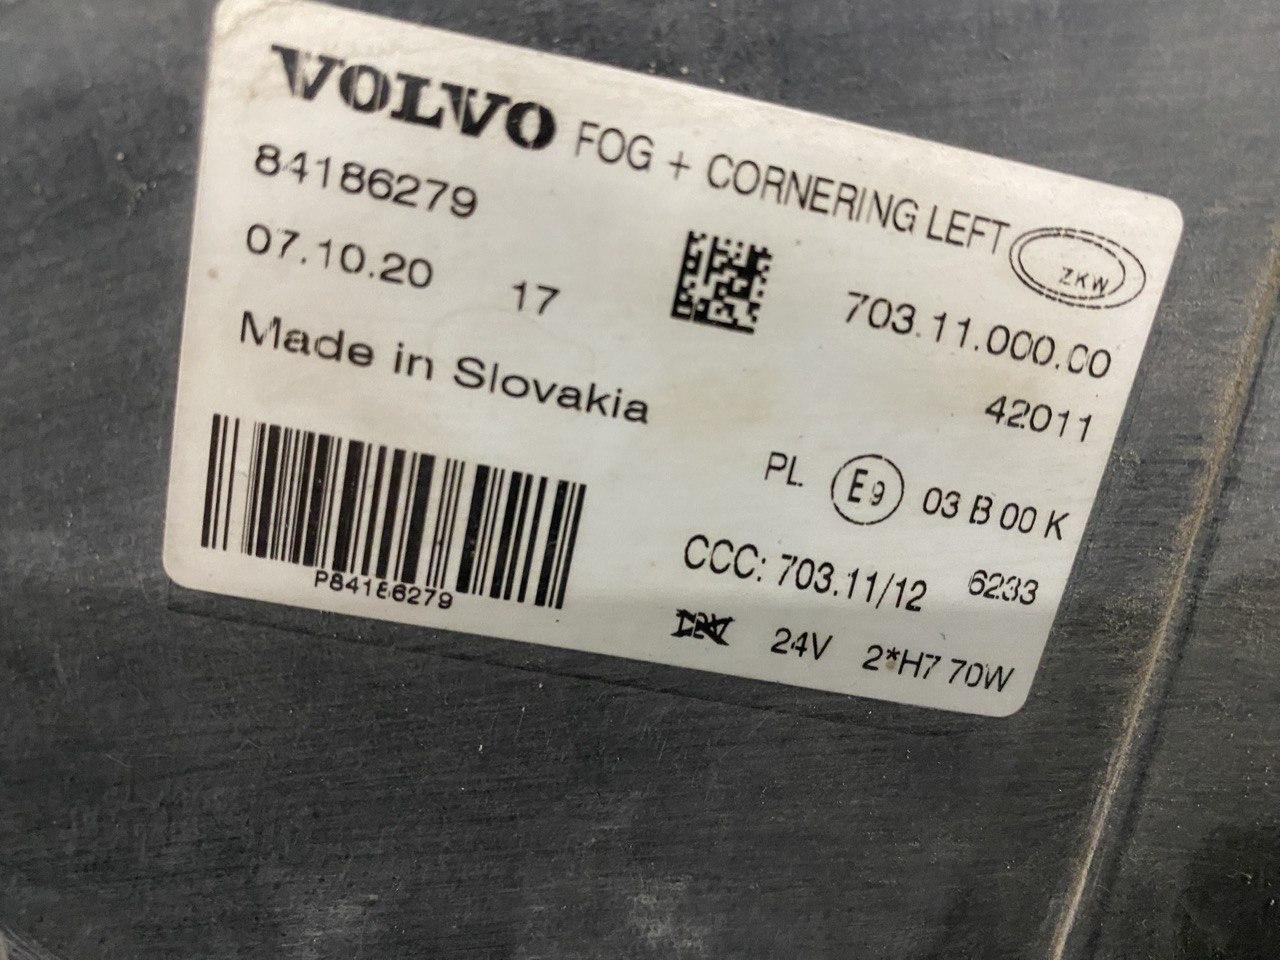 VOLVO FOG + CORNERING LEFT
ZKW
84186279
07.10.20 17
703.11.000.00
Made in Slovakia
42011
PL E9 03 B 00 K
CCC: 703.11/12 6233
P84186279
24V 2*H7 70W